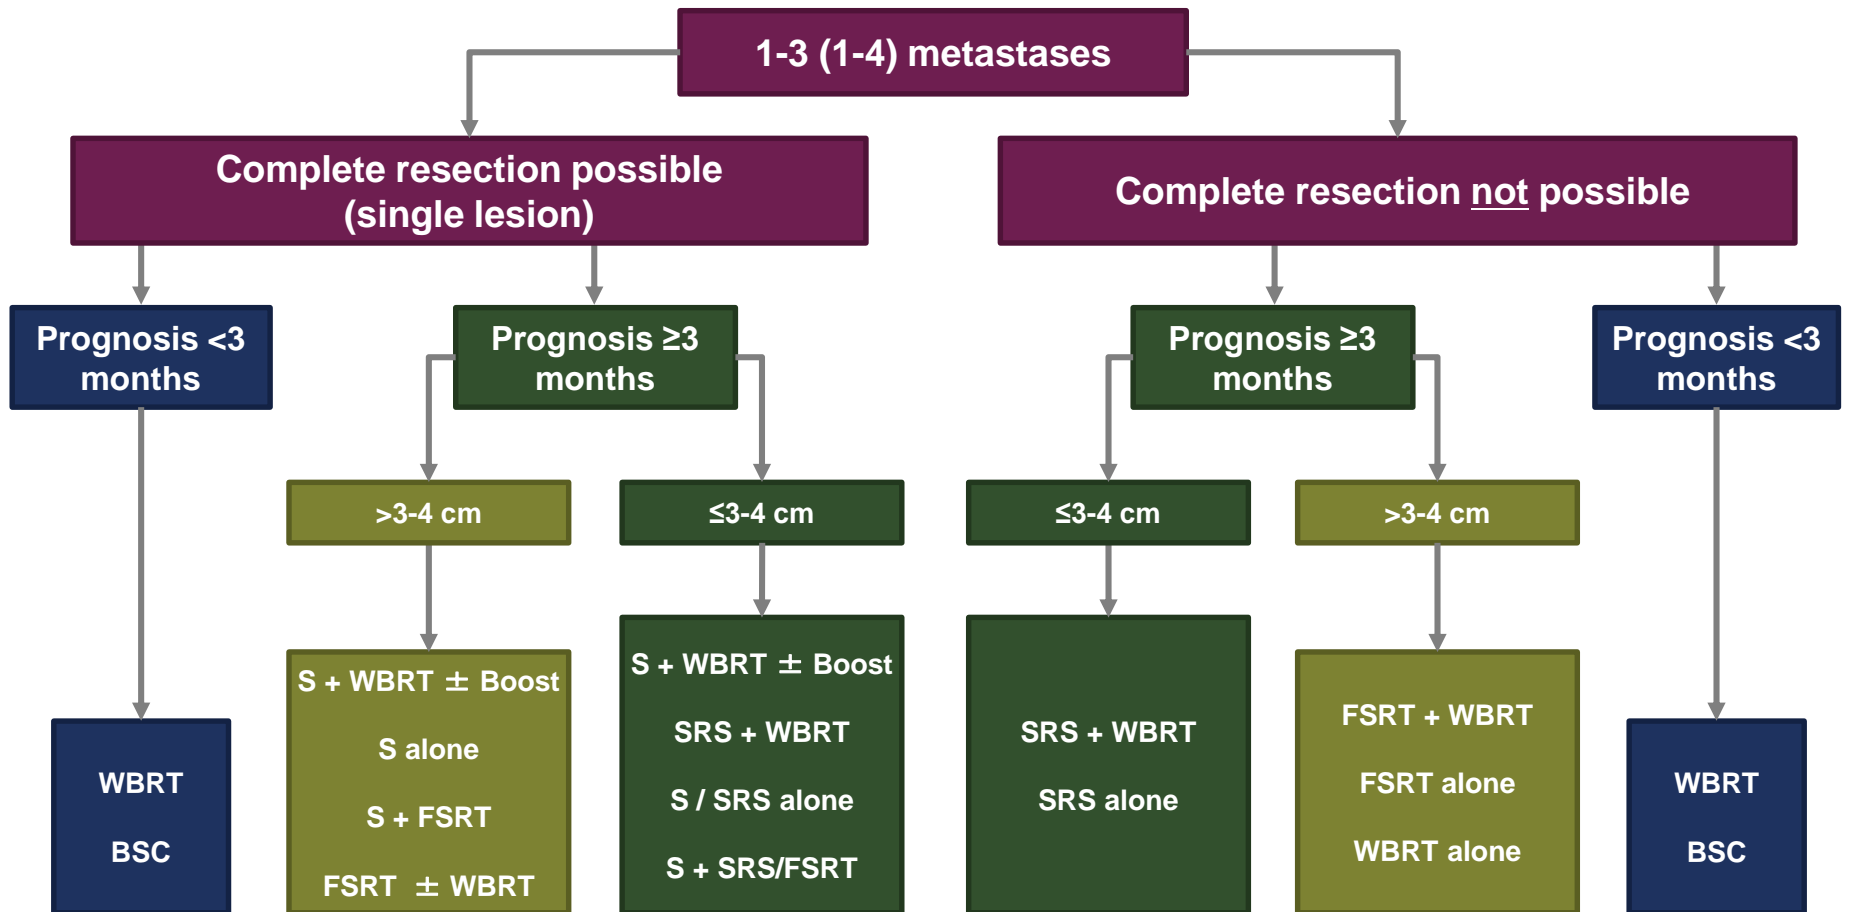 1-3 (1-4) metastases
Complete resection possible
(single lesion)
Complete resection not possible
Prognosis <3
months
Prognosis ≥3
months
Prognosis ≥3
months
Prognosis <3
months
>3-4 cm
≤3-4 cm
≤3-4 cm
>3-4 cm
WBRT
BSC
S + WBRT ± Boost
S alone
S + FSRT
FSRT ± WBRT
S + WBRT ± Boost
SRS + WBRT
S / SRS alone
S + SRS/FSRT
SRS + WBRT
SRS alone
FSRT + WBRT
FSRT alone
WBRT alone
WBRT
BSC